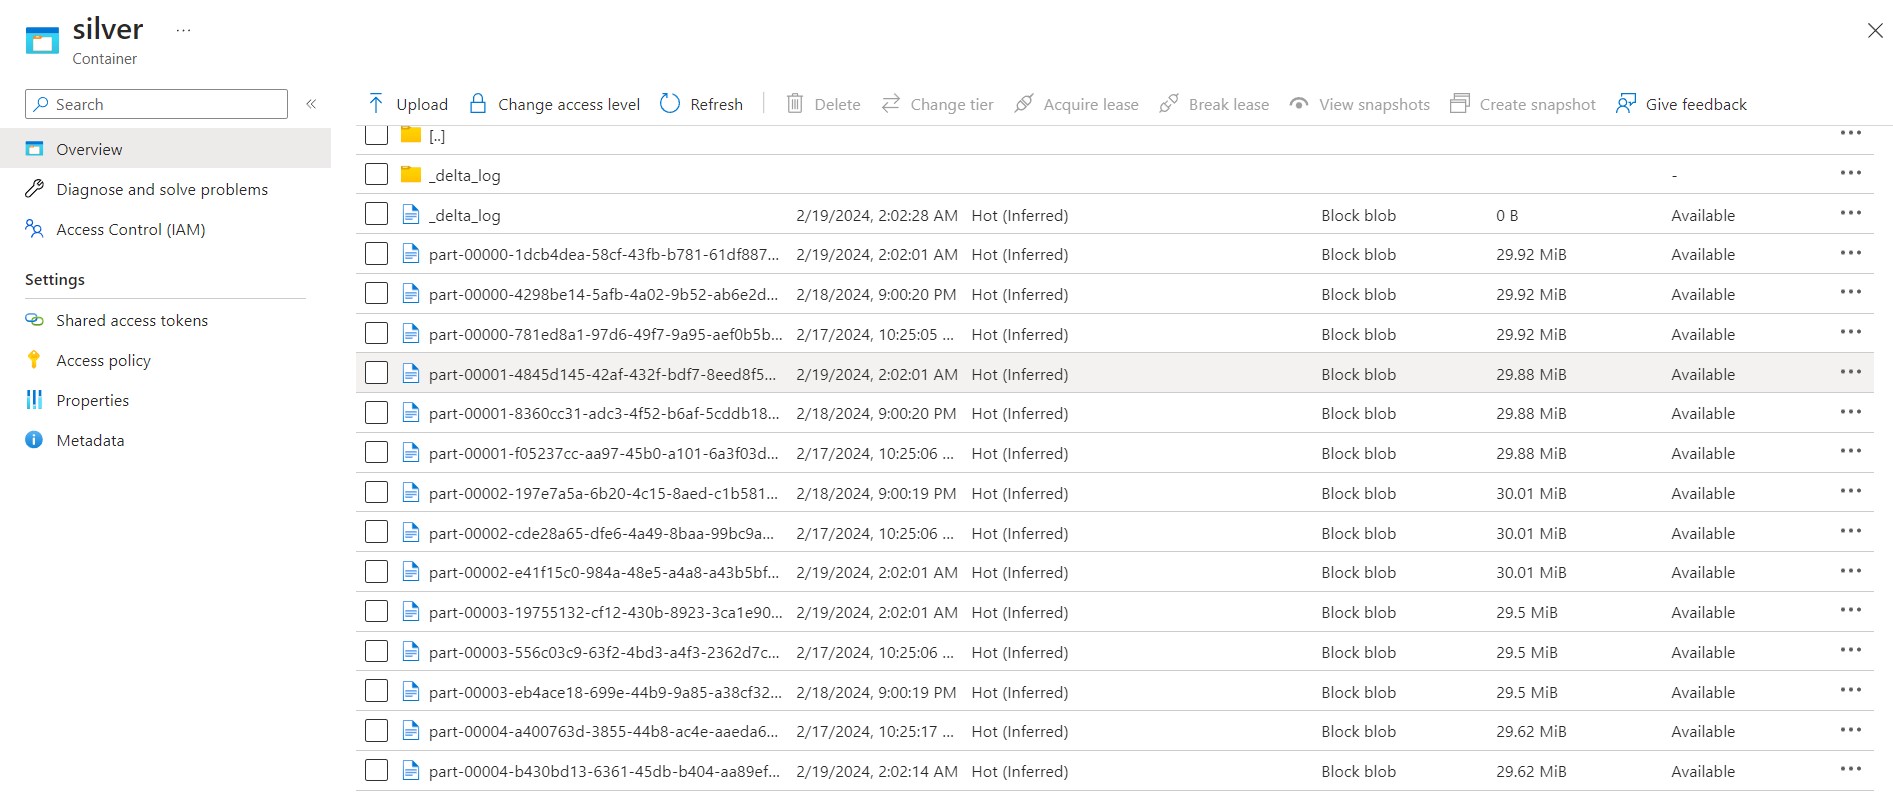 silver ...
Container
Search «
Upload Change access level Refresh Delete Change tier Acquire lease Break lease View snapshots Create snapshot Give feedback
Overview
Diagnose and solve problems
Access Control (IAM)
Settings
Shared access tokens
Access policy
Properties
Metadata
[..]
_delta_log -
_delta_log 2/19/2024, 2:02:28 AM Hot (Inferred) Block blob 0 B Available
part-00000-1dcb4dea-58cf-43fb-b781-61df887... 2/19/2024, 2:02:01 AM Hot (Inferred) Block blob 29.92 MiB Available
part-00000-4298be14-5afb-4a02-9b52-ab6e2d... 2/18/2024, 9:00:20 PM Hot (Inferred) Block blob 29.92 MiB Available
part-00000-781ed8a1-97d6-49f7-9a95-aef0b5b... 2/17/2024, 10:25:05 ... Hot (Inferred) Block blob 29.92 MiB Available
part-00001-4845d145-42af-432f-bdf7-8eed8f5... 2/19/2024, 2:02:01 AM Hot (Inferred) Block blob 29.88 MiB Available
part-00001-8360cc31-adc3-4f52-b6af-5cddb18... 2/18/2024, 9:00:20 PM Hot (Inferred) Block blob 29.88 MiB Available
part-00001-f05237cc-aa97-45b0-a101-6a3f03d... 2/17/2024, 10:25:06 ... Hot (Inferred) Block blob 29.88 MiB Available
part-00002-197e7a5a-6b20-4c15-8aed-c1b581... 2/18/2024, 9:00:19 PM Hot (Inferred) Block blob 30.01 MiB Available
part-00002-cde28a65-dfe6-4a49-8baa-99bc9a... 2/17/2024, 10:25:06 ... Hot (Inferred) Block blob 30.01 MiB Available
part-00002-e41f15c0-984a-48e5-a4a8-a43b5bf... 2/19/2024, 2:02:01 AM Hot (Inferred) Block blob 30.01 MiB Available
part-00003-19755132-cf12-430b-8923-3ca1e90... 2/19/2024, 2:02:01 AM Hot (Inferred) Block blob 29.5 MiB Available
part-00003-556c03c9-63f2-4bd3-a4f3-2362d7c... 2/17/2024, 10:25:06 ... Hot (Inferred) Block blob 29.5 MiB Available
part-00003-eb4ace18-699e-44b9-9a85-a38cf32... 2/18/2024, 9:00:19 PM Hot (Inferred) Block blob 29.5 MiB Available
part-00004-a400763d-3855-44b8-ac4e-aaeda6... 2/17/2024, 10:25:17 ... Hot (Inferred) Block blob 29.62 MiB Available
part-00004-b430bd13-6361-45db-b404-aa89ef... 2/19/2024, 2:02:14 AM Hot (Inferred) Block blob 29.62 MiB Available